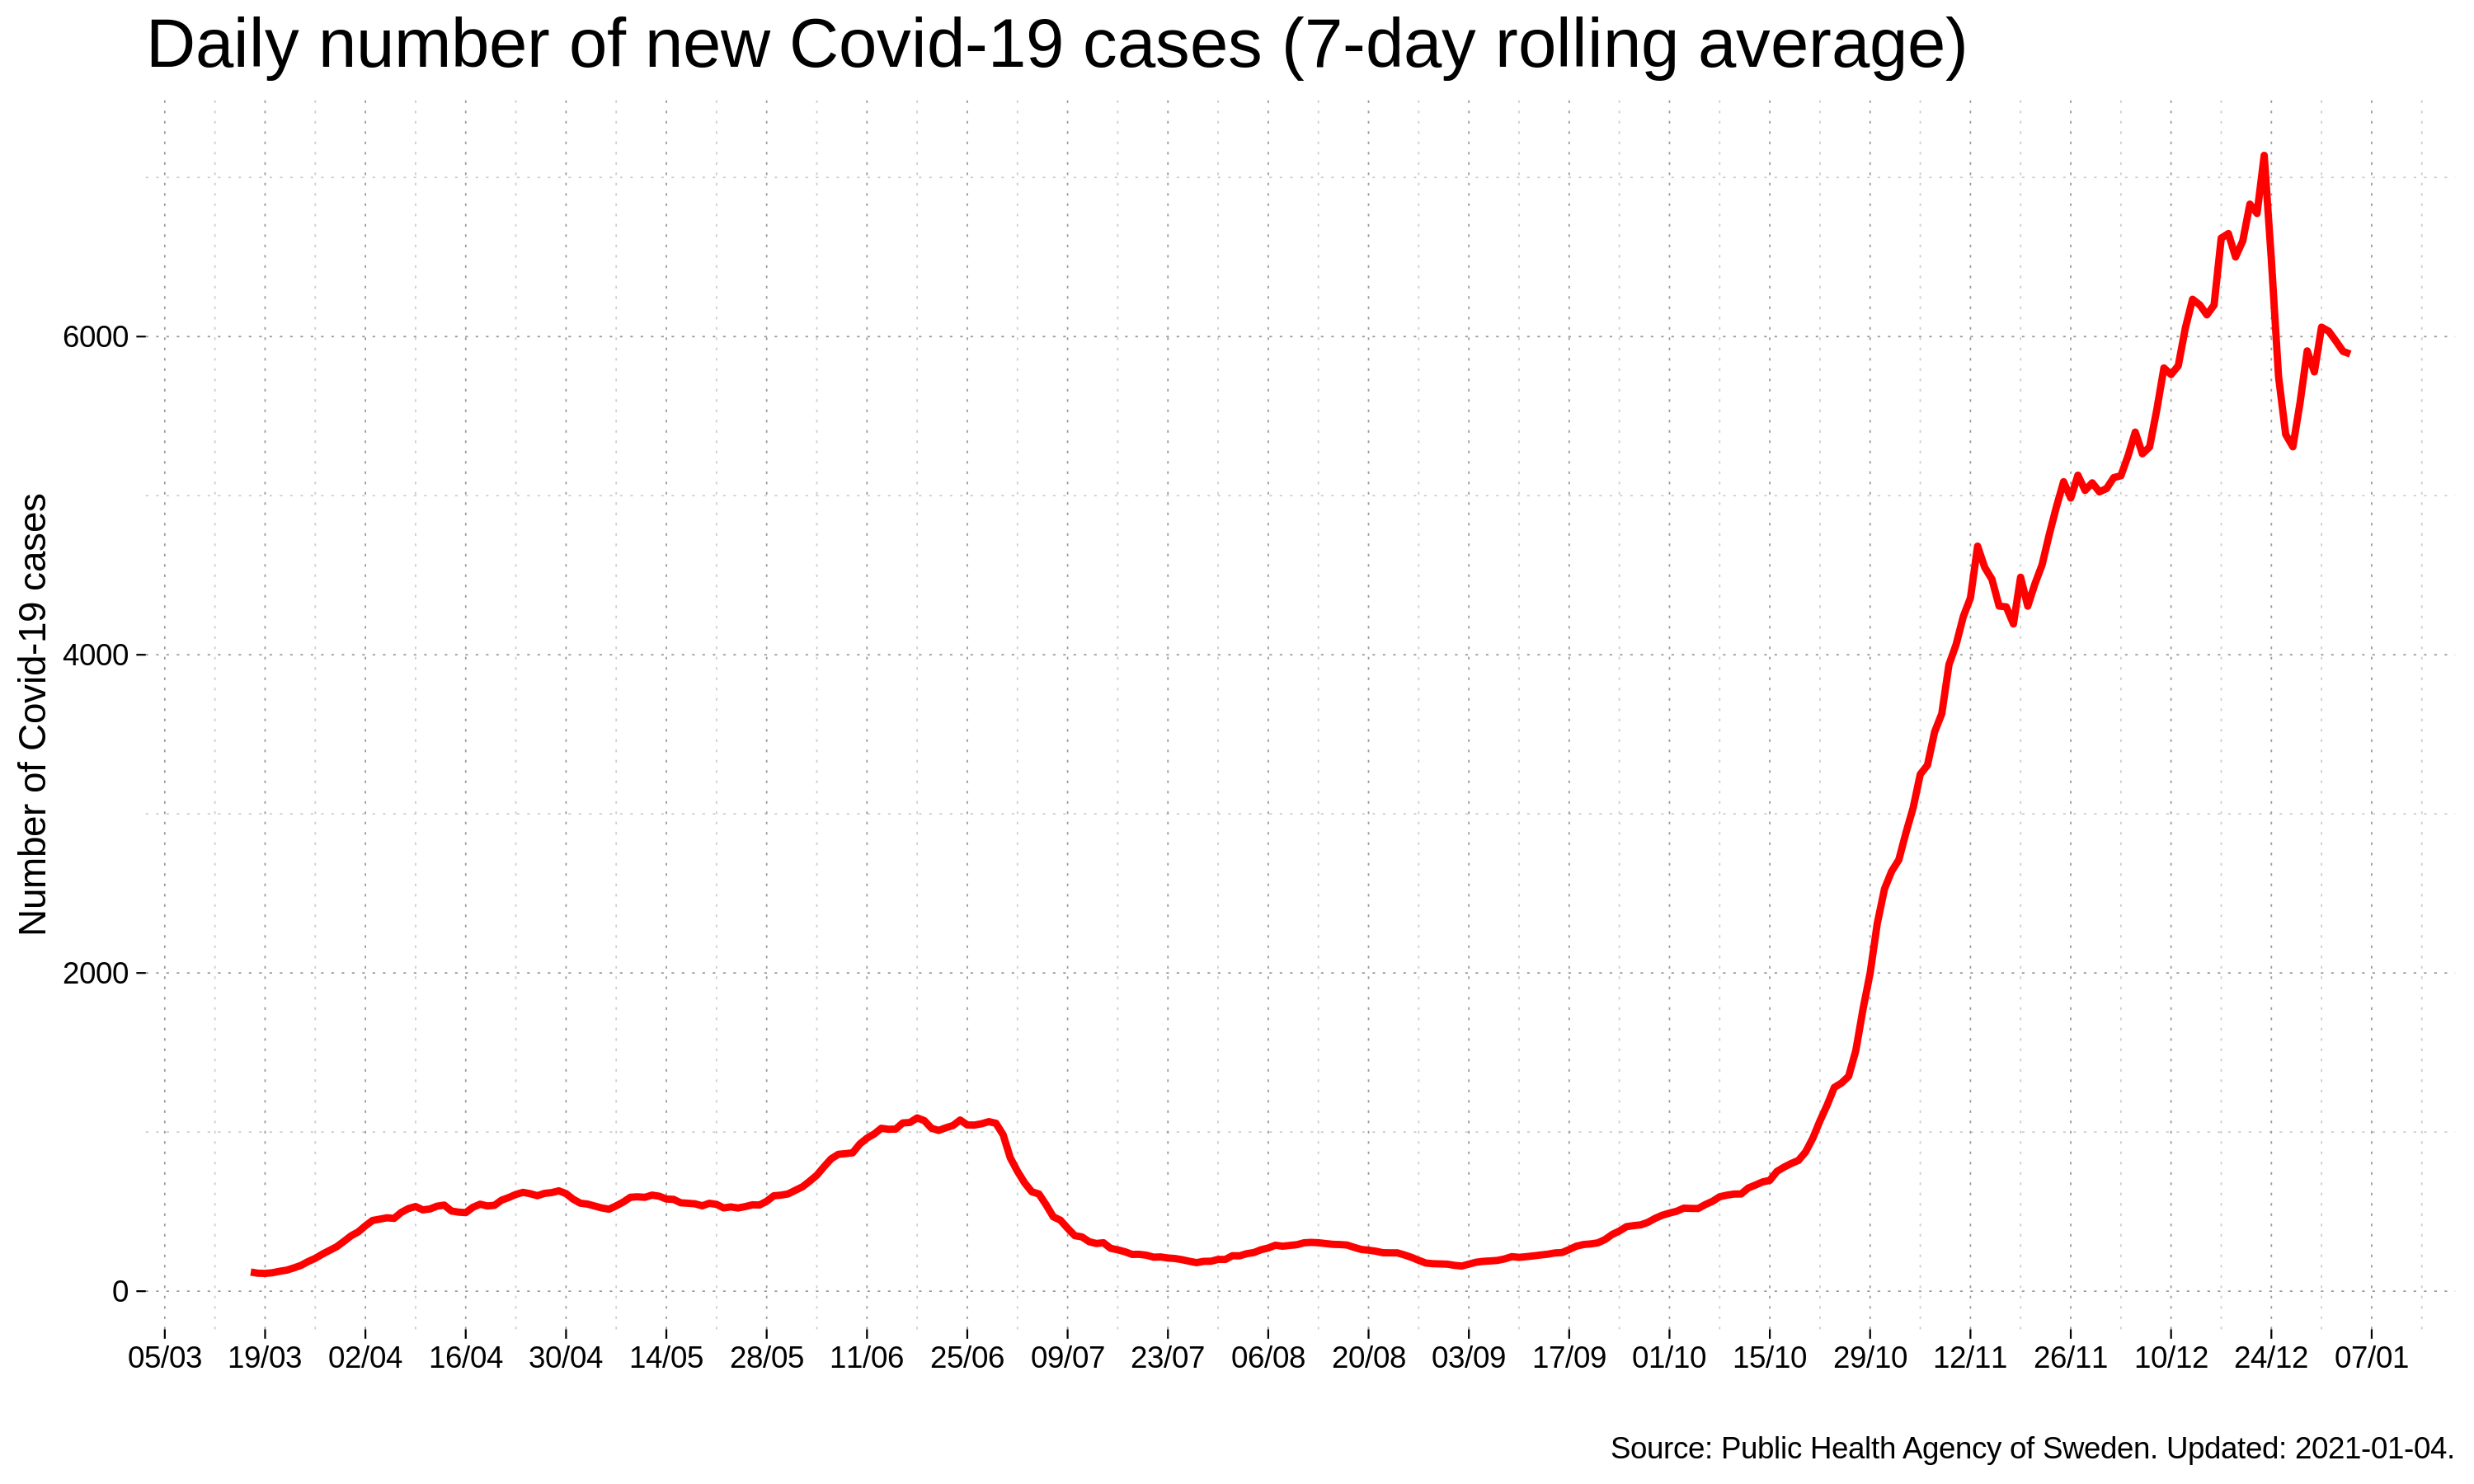 Daily number of new Covid-19 cases (7-day rolling average)
Number of Covid-19 cases
6000
4000
2000
0
05/03 19/03 02/04 16/04 30/04 14/05 28/05 11/06 25/06 09/07 23/07 06/08 20/08 03/09 17/09 01/10 15/10 29/10 12/11 26/11 10/12 24/12 07/01
Source: Public Health Agency of Sweden. Updated: 2021-01-04.